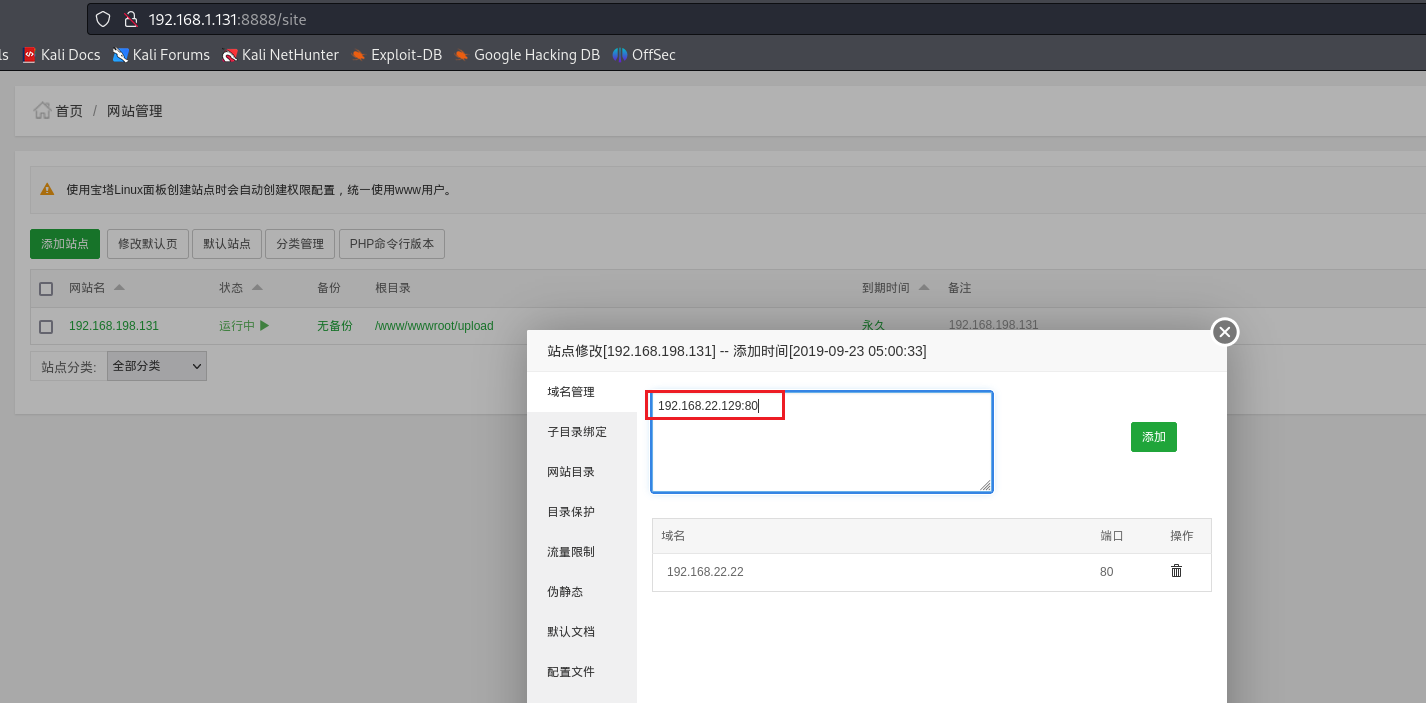 192.168.1.131:8888/site
ls Kali Docs Kali Forums Kali NetHunter Exploit-DB Google Hacking DB OffSec
首页 / 网站管理
使用宝塔Linux面板创建站点时会自动创建权限配置，统一使用www用户。
添加站点 修改默认页 默认站点 分类管理 PHP命令行版本
网站名 状态 备份 根目录 到期时间 备注
192.168.198.131 运行中 无备份 /www/wwwroot/upload 永久 192.168.198.131
站点分类: 全部分类
站点修改[192.168.198.131] -- 添加时间[2019-09-23 05:00:33]
域名管理
子目录绑定
网站目录
目录保护
流量限制
伪静态
默认文档
配置文件
192.168.22.129:80
添加
域名 端口 操作
192.168.22.22 80